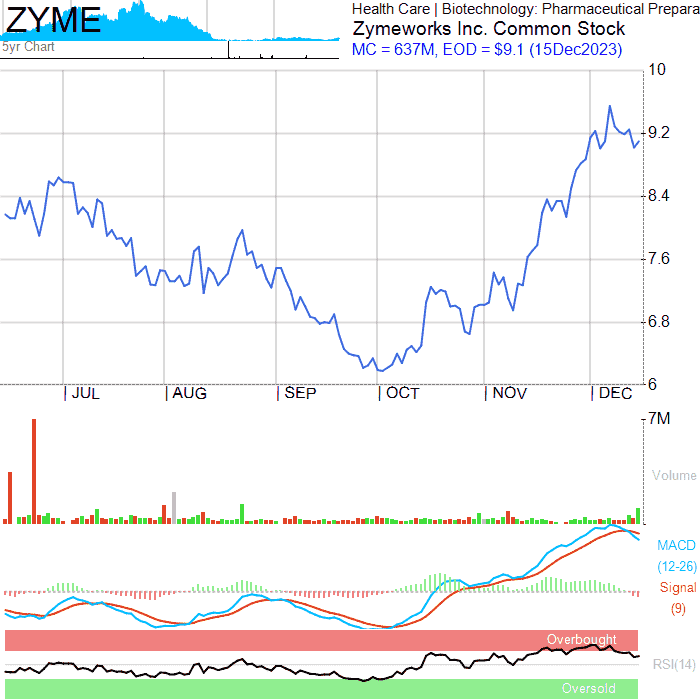 ZYME
5yr Chart
Health Care | Biotechnology: Pharmaceutical Prepara
Zymeworks Inc. Common Stock
MC = 637M, EOD = $9.1 (15Dec2023)
10
9.2
8.4
7.6
6.8
6
JUL AUG SEP OCT NOV DEC
7M
Volume
MACD
(12-26)
Signal
(9)
Overbought
RSI(14)
Oversold